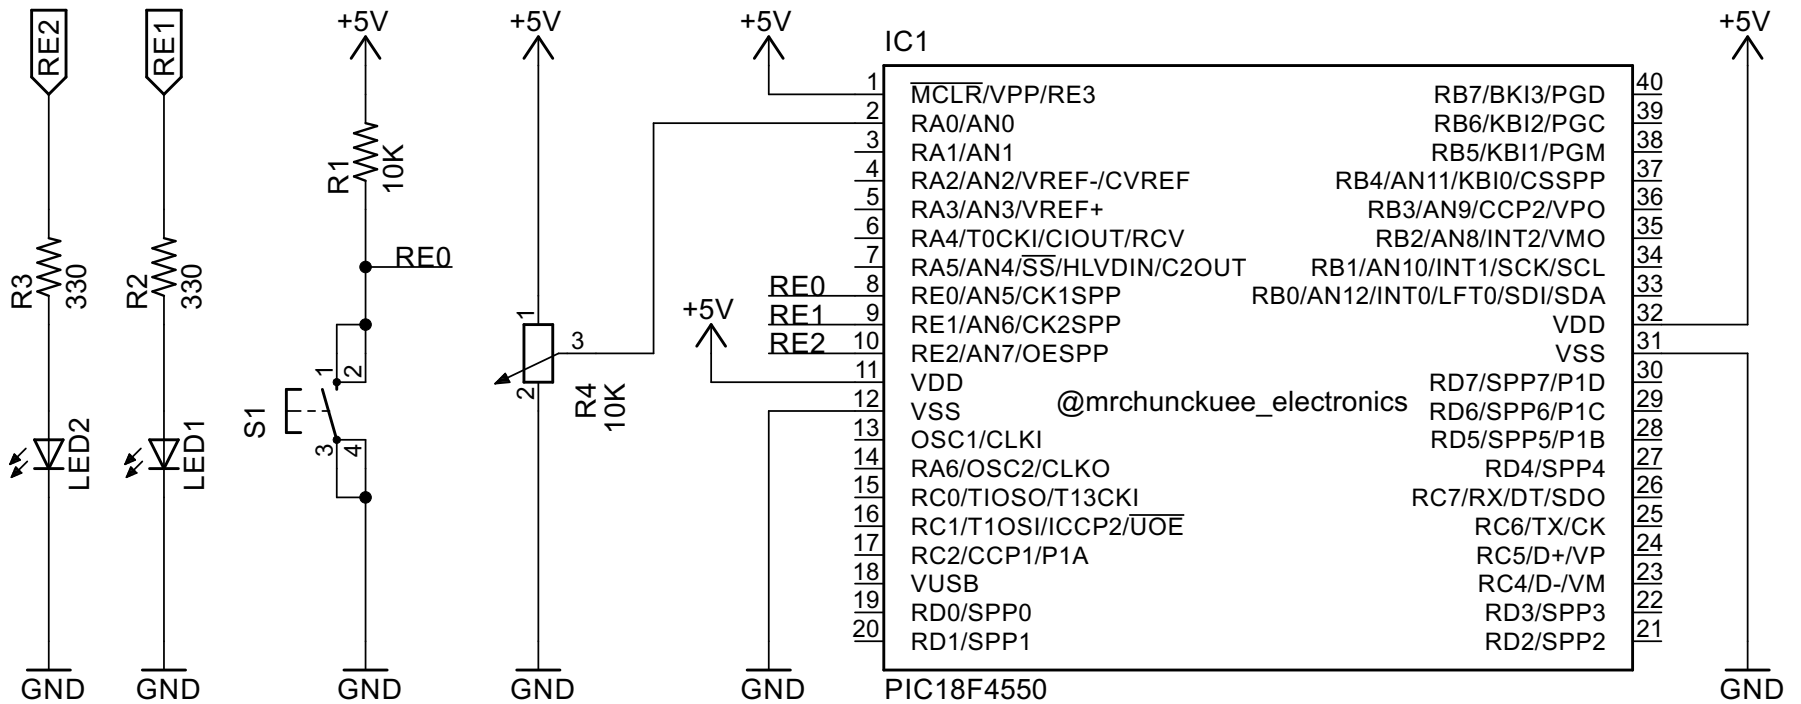 RE2
RE1
+5V
+5V
+5V
+5V
IC1
R3
330
LED2
GND
R2
330
LED1
GND
R1
10K
RE0
S1
1
2
3
4
GND
1
3
2
R4
10K
GND
RE0
RE1
RE2
+5V
GND
1 MCLR/VPP/RE3
2 RA0/AN0
3 RA1/AN1
4 RA2/AN2/VREF-/CVREF
5 RA3/AN3/VREF+
6 RA4/T0CKI/CIOUT/RCV
7 RA5/AN4/SS/HLVDIN/C2OUT
8 RE0/AN5/CK1SPP
9 RE1/AN6/CK2SPP
10 RE2/AN7/OESPP
11 VDD
12 VSS
13 OSC1/CLKI
14 RA6/OSC2/CLKO
15 RC0/TIOSO/T13CKI
16 RC1/T1OSI/ICCP2/UOE
17 RC2/CCP1/P1A
18 VUSB
19 RD0/SPP0
20 RD1/SPP1
@mrchunckuee_electronics
RB7/BKI3/PGD 40
RB6/KBI2/PGC 39
RB5/KBI1/PGM 38
RB4/AN11/KBI0/CSSPP 37
RB3/AN9/CCP2/VPO 36
RB2/AN8/INT2/VMO 35
RB1/AN10/INT1/SCK/SCL 34
RB0/AN12/INT0/LFT0/SDI/SDA 33
VDD 32
VSS 31
RD7/SPP7/P1D 30
RD6/SPP6/P1C 29
RD5/SPP5/P1B 28
RD4/SPP4 27
RC7/RX/DT/SDO 26
RC6/TX/CK 25
RC5/D+/VP 24
RC4/D-/VM 23
RD3/SPP3 22
RD2/SPP2 21
PIC18F4550
GND